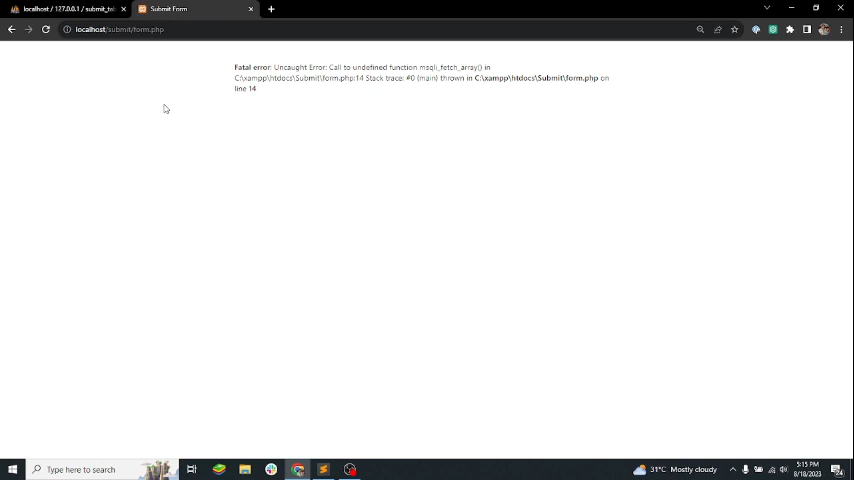 localhost / 127.0.0.1 / submit_tab
Submit Form
localhost/submit/form.php
Fatal error: Uncaught Error: Call to undefined function msqli_fetch_array() in
C:\xampp\htdocs\Submit\form.php:14 Stack trace: #0 {main} thrown in C:\xampp\htdocs\Submit\form.php on
line 14
Type here to search
31°C Mostly cloudy
5:15 PM
8/18/2023
24